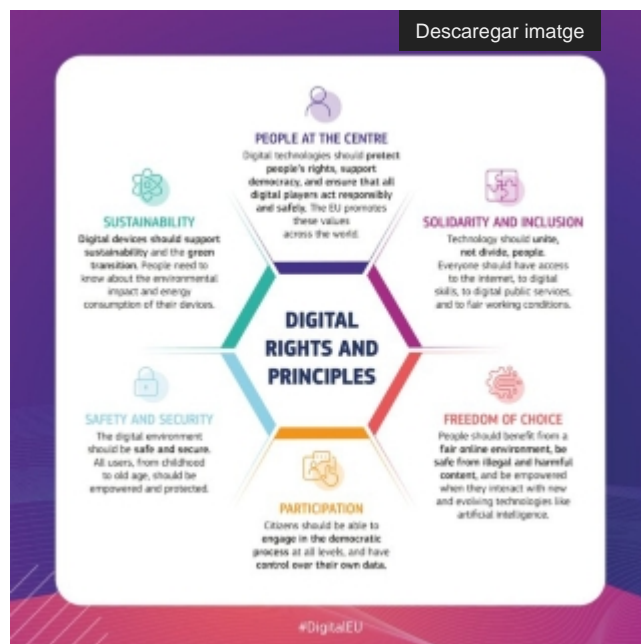 Descaregar imatge
PEOPLE AT THE CENTRE
Digital technologies should protect
people's rights, support
democracy, and ensure that all
digital players act responsibly
and safely. The EU promotes
these values
across the world.
SUSTAINABILITY
Digital devices should support
sustainability and the green
transition. People need to
know about the environmental
impact and energy
consumption of their devices.
SOLIDARITY AND INCLUSION
Technology should unite,
not divide, people.
Everyone should have access
to the internet, to digital
skills, to digital public services,
and to fair working conditions.
DIGITAL
RIGHTS AND
PRINCIPLES
SAFETY AND SECURITY
The digital environment
should be safe and secure.
All users, from childhood
to old age, should be
empowered and protected.
FREEDOM OF CHOICE
People should benefit from a
fair online environment, be
safe from illegal and harmful
content, and be empowered
when they interact with new
and evolving technologies like
artificial intelligence.
PARTICIPATION
Citizens should be able to
engage in the democratic
process at all levels, and have
control over their own data.
#DigitalEU